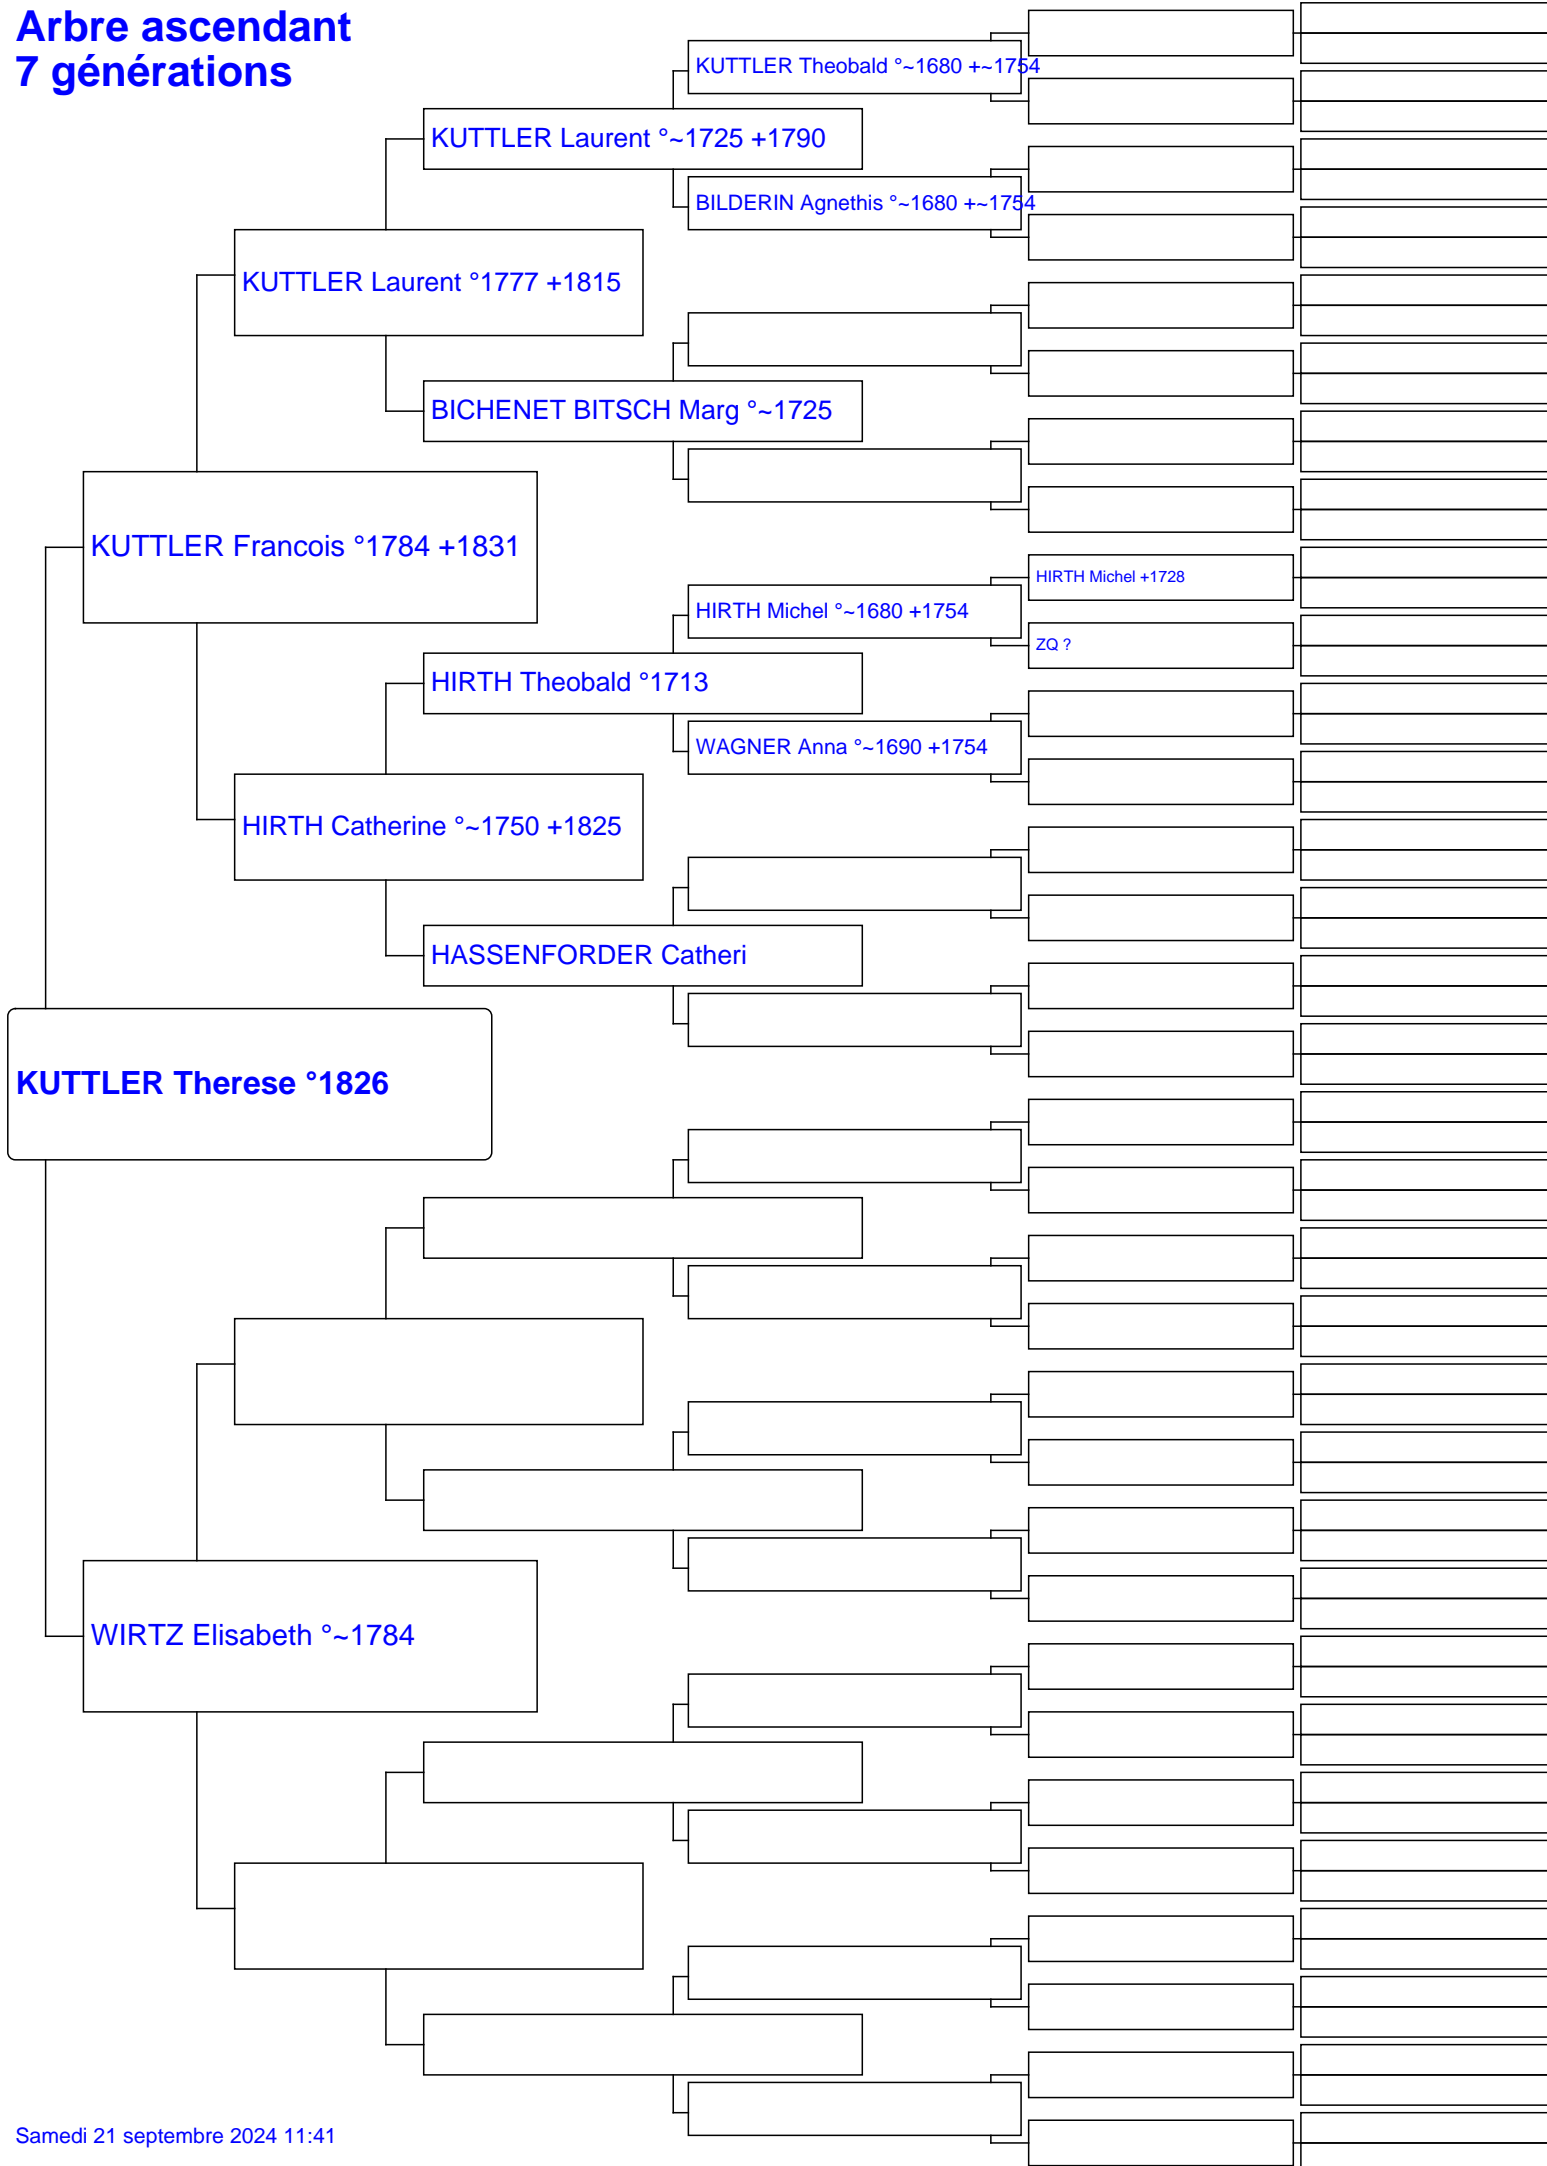 Arbre ascendant
7 générations
KUTTLER Theobald °~1680 +~1754
KUTTLER Laurent °~1725 +1790
BILDERIN Agnethis °~1680 +~1754
KUTTLER Laurent °1777 +1815
BICHENET BITSCH Marg °~1725
KUTTLER Francois °1784 +1831
HIRTH Michel +1728
HIRTH Michel °~1680 +1754
ZQ ?
HIRTH Theobald °1713
WAGNER Anna °~1690 +1754
HIRTH Catherine °~1750 +1825
HASSENFORDER Catheri
KUTTLER Therese °1826
WIRTZ Elisabeth °~1784
Samedi 21 septembre 2024 11:41